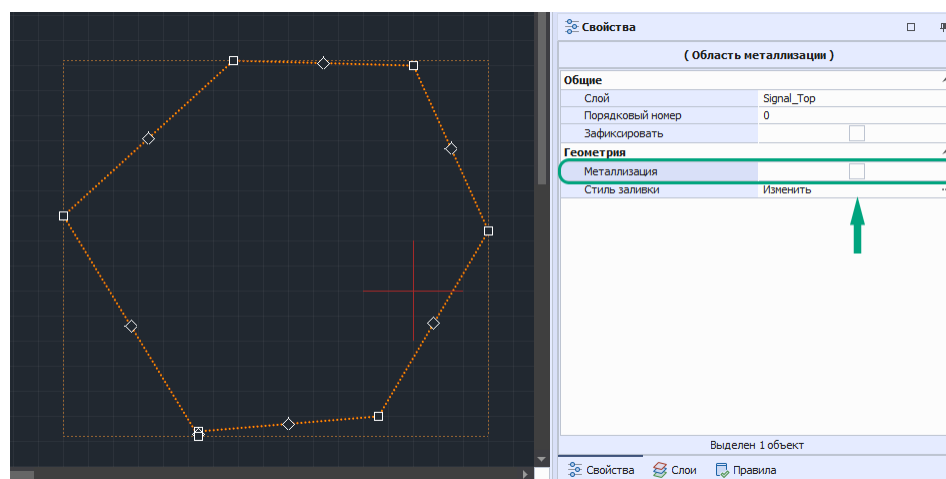 Свойства
( Область металлизации )
Общие
Слой Signal_Top
Порядковый номер 0
Зафиксировать
Геометрия
Металлизация
Стиль заливки Изменить ...
Выделен 1 объект
Свойства Слои Правила